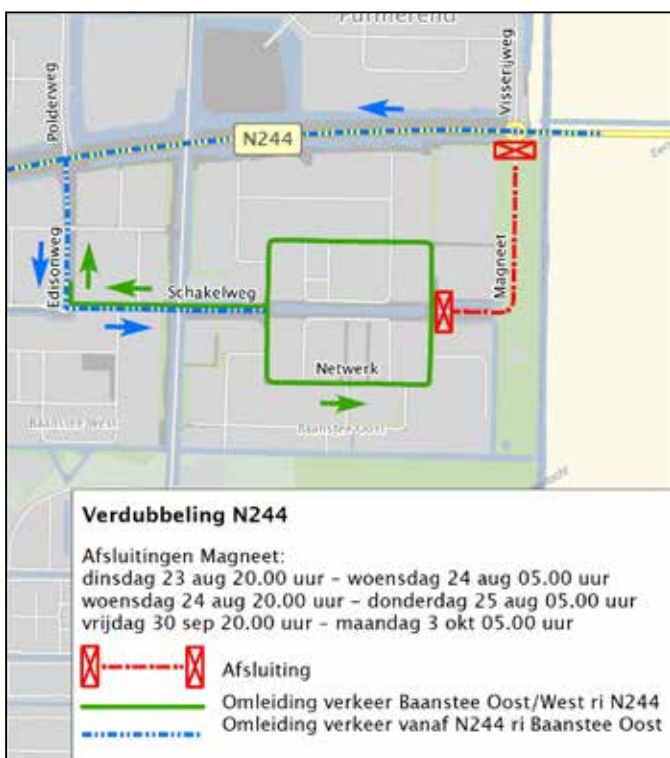 Purmerend
Polderweg
Visserijweg
N244
Edisonweg
Schakelweg
Magneet
Netwerk
Baanstee West
Baanstee Oost
Verdubbeling N244
Afsluitingen Magneet:
dinsdag 23 aug 20.00 uur – woensdag 24 aug 05.00 uur
woensdag 24 aug 20.00 uur – donderdag 25 aug 05.00 uur
vrijdag 30 sep 20.00 uur – maandag 3 okt 05.00 uur
Afsluiting
Omleiding verkeer Baanstee Oost/West ri N244
Omleiding verkeer vanaf N244 ri Baanstee Oost